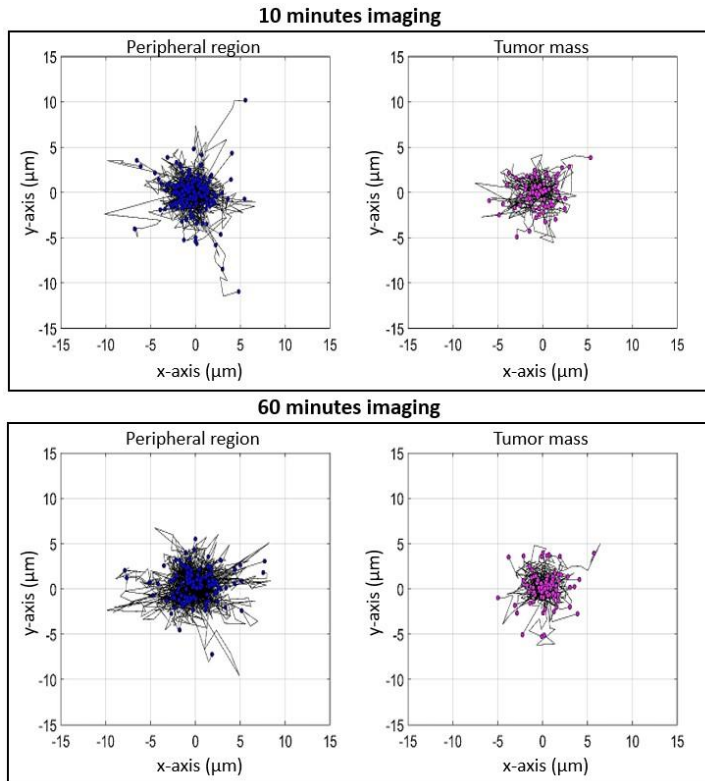 10 minutes imaging
Peripheral region Tumor mass
15 15
10 10
5 5
0 0
-5 -5
-10 -10
-15 -15
y-axis (µm) y-axis (µm)
-15 -10 -5 0 5 10 15 -15 -10 -5 0 5 10 15
x-axis (µm) x-axis (µm)
60 minutes imaging
Peripheral region Tumor mass
15 15
10 10
5 5
0 0
-5 -5
-10 -10
-15 -15
y-axis (µm) y-axis (µm)
-15 -10 -5 0 5 10 15 -15 -10 -5 0 5 10 15
x-axis (µm) x-axis (µm)